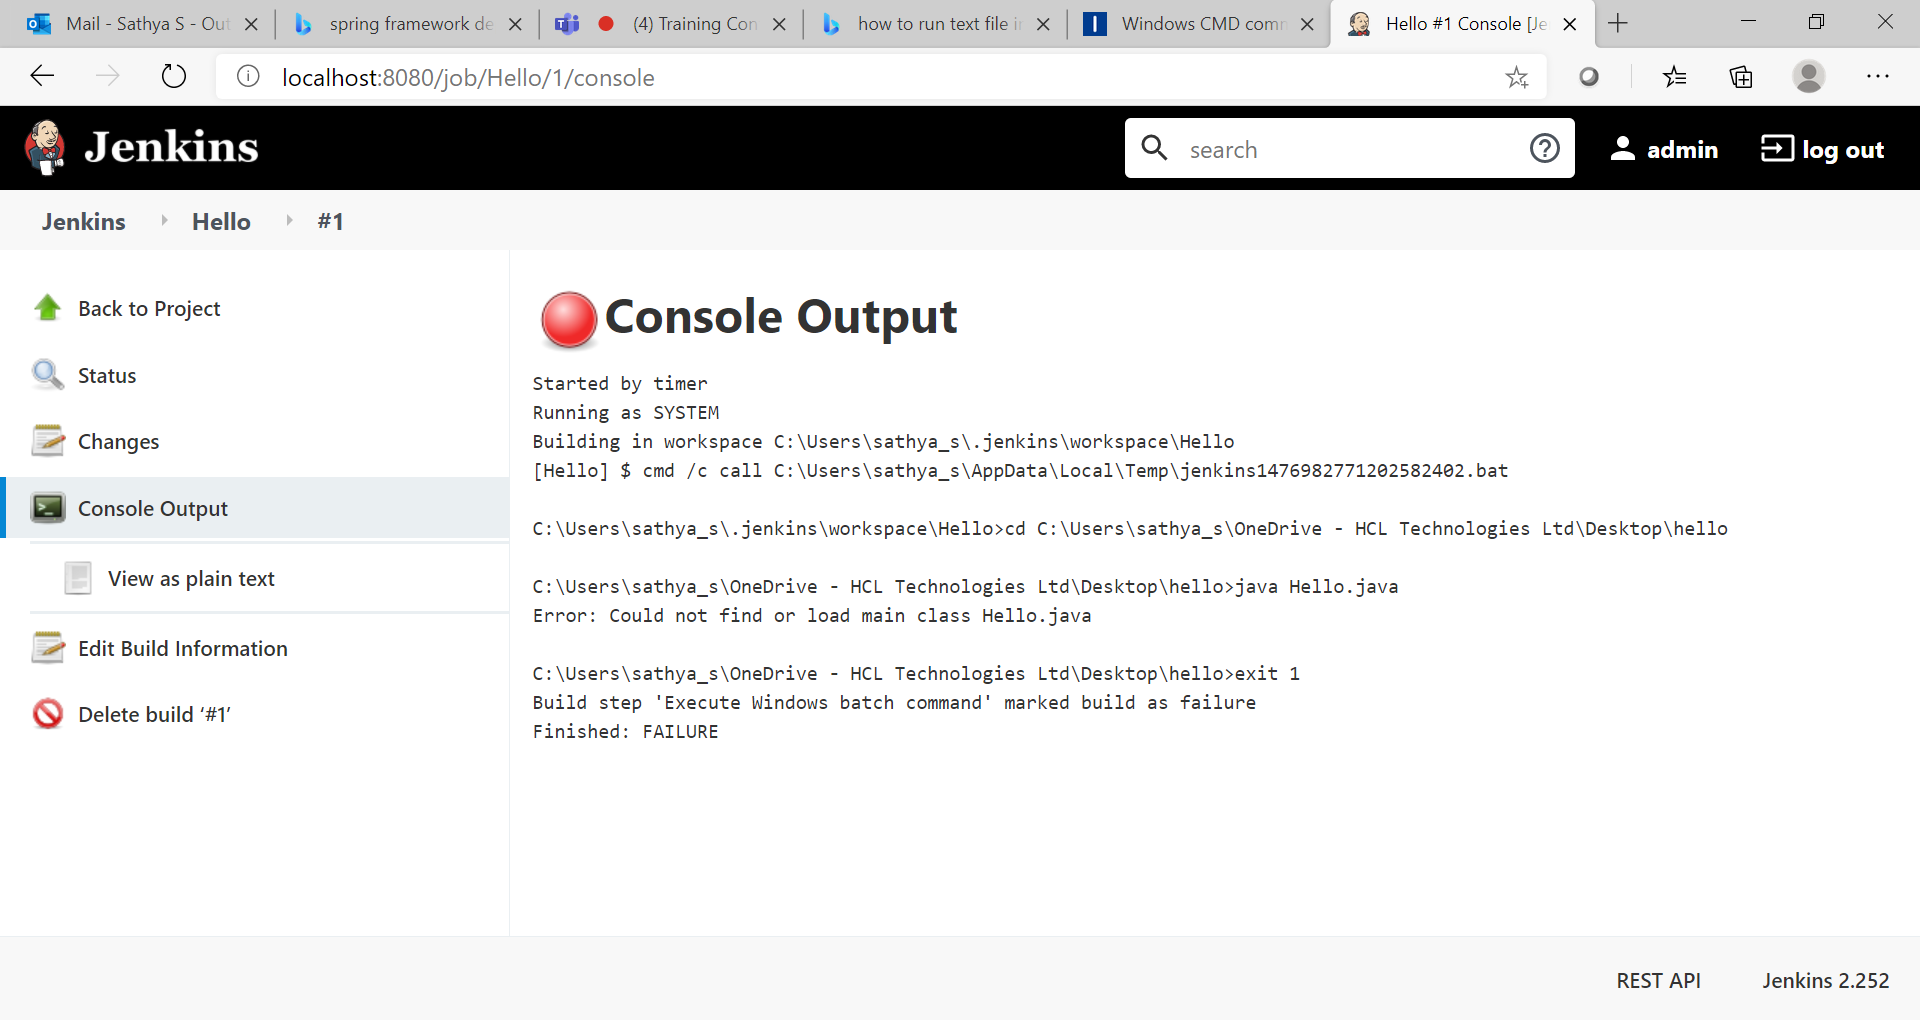 Mail - Sathya S - Out
spring framework de
(4) Training Con
how to run text file i
Windows CMD comm
Hello #1 Console [Je
localhost:8080/job/Hello/1/console
Jenkins
search
admin
log out
Jenkins
Hello
#1
Back to Project
Status
Changes
Console Output
View as plain text
Edit Build Information
Delete build ‘#1’
Console Output
Started by timer
Running as SYSTEM
Building in workspace C:\Users\sathya_s\.jenkins\workspace\Hello
[Hello] $ cmd /c call C:\Users\sathya_s\AppData\Local\Temp\jenkins1476982771202582402.bat
C:\Users\sathya_s\.jenkins\workspace\Hello>cd C:\Users\sathya_s\OneDrive - HCL Technologies Ltd\Desktop\hello
C:\Users\sathya_s\OneDrive - HCL Technologies Ltd\Desktop\hello>java Hello.java
Error: Could not find or load main class Hello.java
C:\Users\sathya_s\OneDrive - HCL Technologies Ltd\Desktop\hello>exit 1
Build step 'Execute Windows batch command' marked build as failure
Finished: FAILURE
REST API
Jenkins 2.252